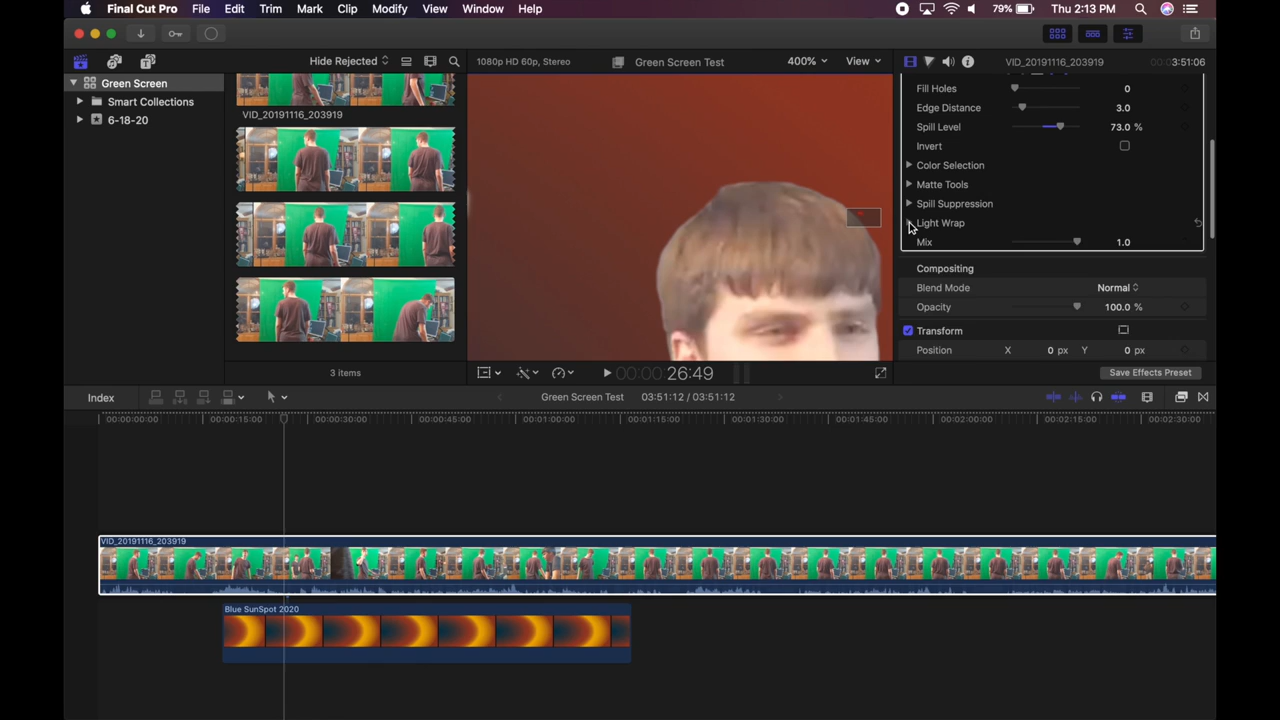 Final Cut Pro File Edit Trim Mark Clip Modify View Window Help 79% Thu 2:13 PM
Hide Rejected 1080p HD 60p, Stereo Green Screen Test 400% View VID_20191116_203919 3:51:06
Green Screen
Smart Collections
6-18-20
VID_20191116_203919
3 items
Fill Holes 0
Edge Distance 3.0
Spill Level 73.0 %
Invert
Color Selection
Matte Tools
Spill Suppression
Light Wrap
Mix 1.0
Compositing
Blend Mode Normal
Opacity 100.0 %
Transform
Position X 0 px Y 0 px
00:00:26:49
Save Effects Preset
Index Green Screen Test 03:51:12 / 03:51:12
00:00:00:00 00:00:15:00 00:00:30:00 00:00:45:00 00:01:00:00 00:01:15:00 00:01:30:00 00:01:45:00 00:02:00:00 00:02:15:00 00:02:30:00
VID_20191116_203919
Blue SunSpot 2020